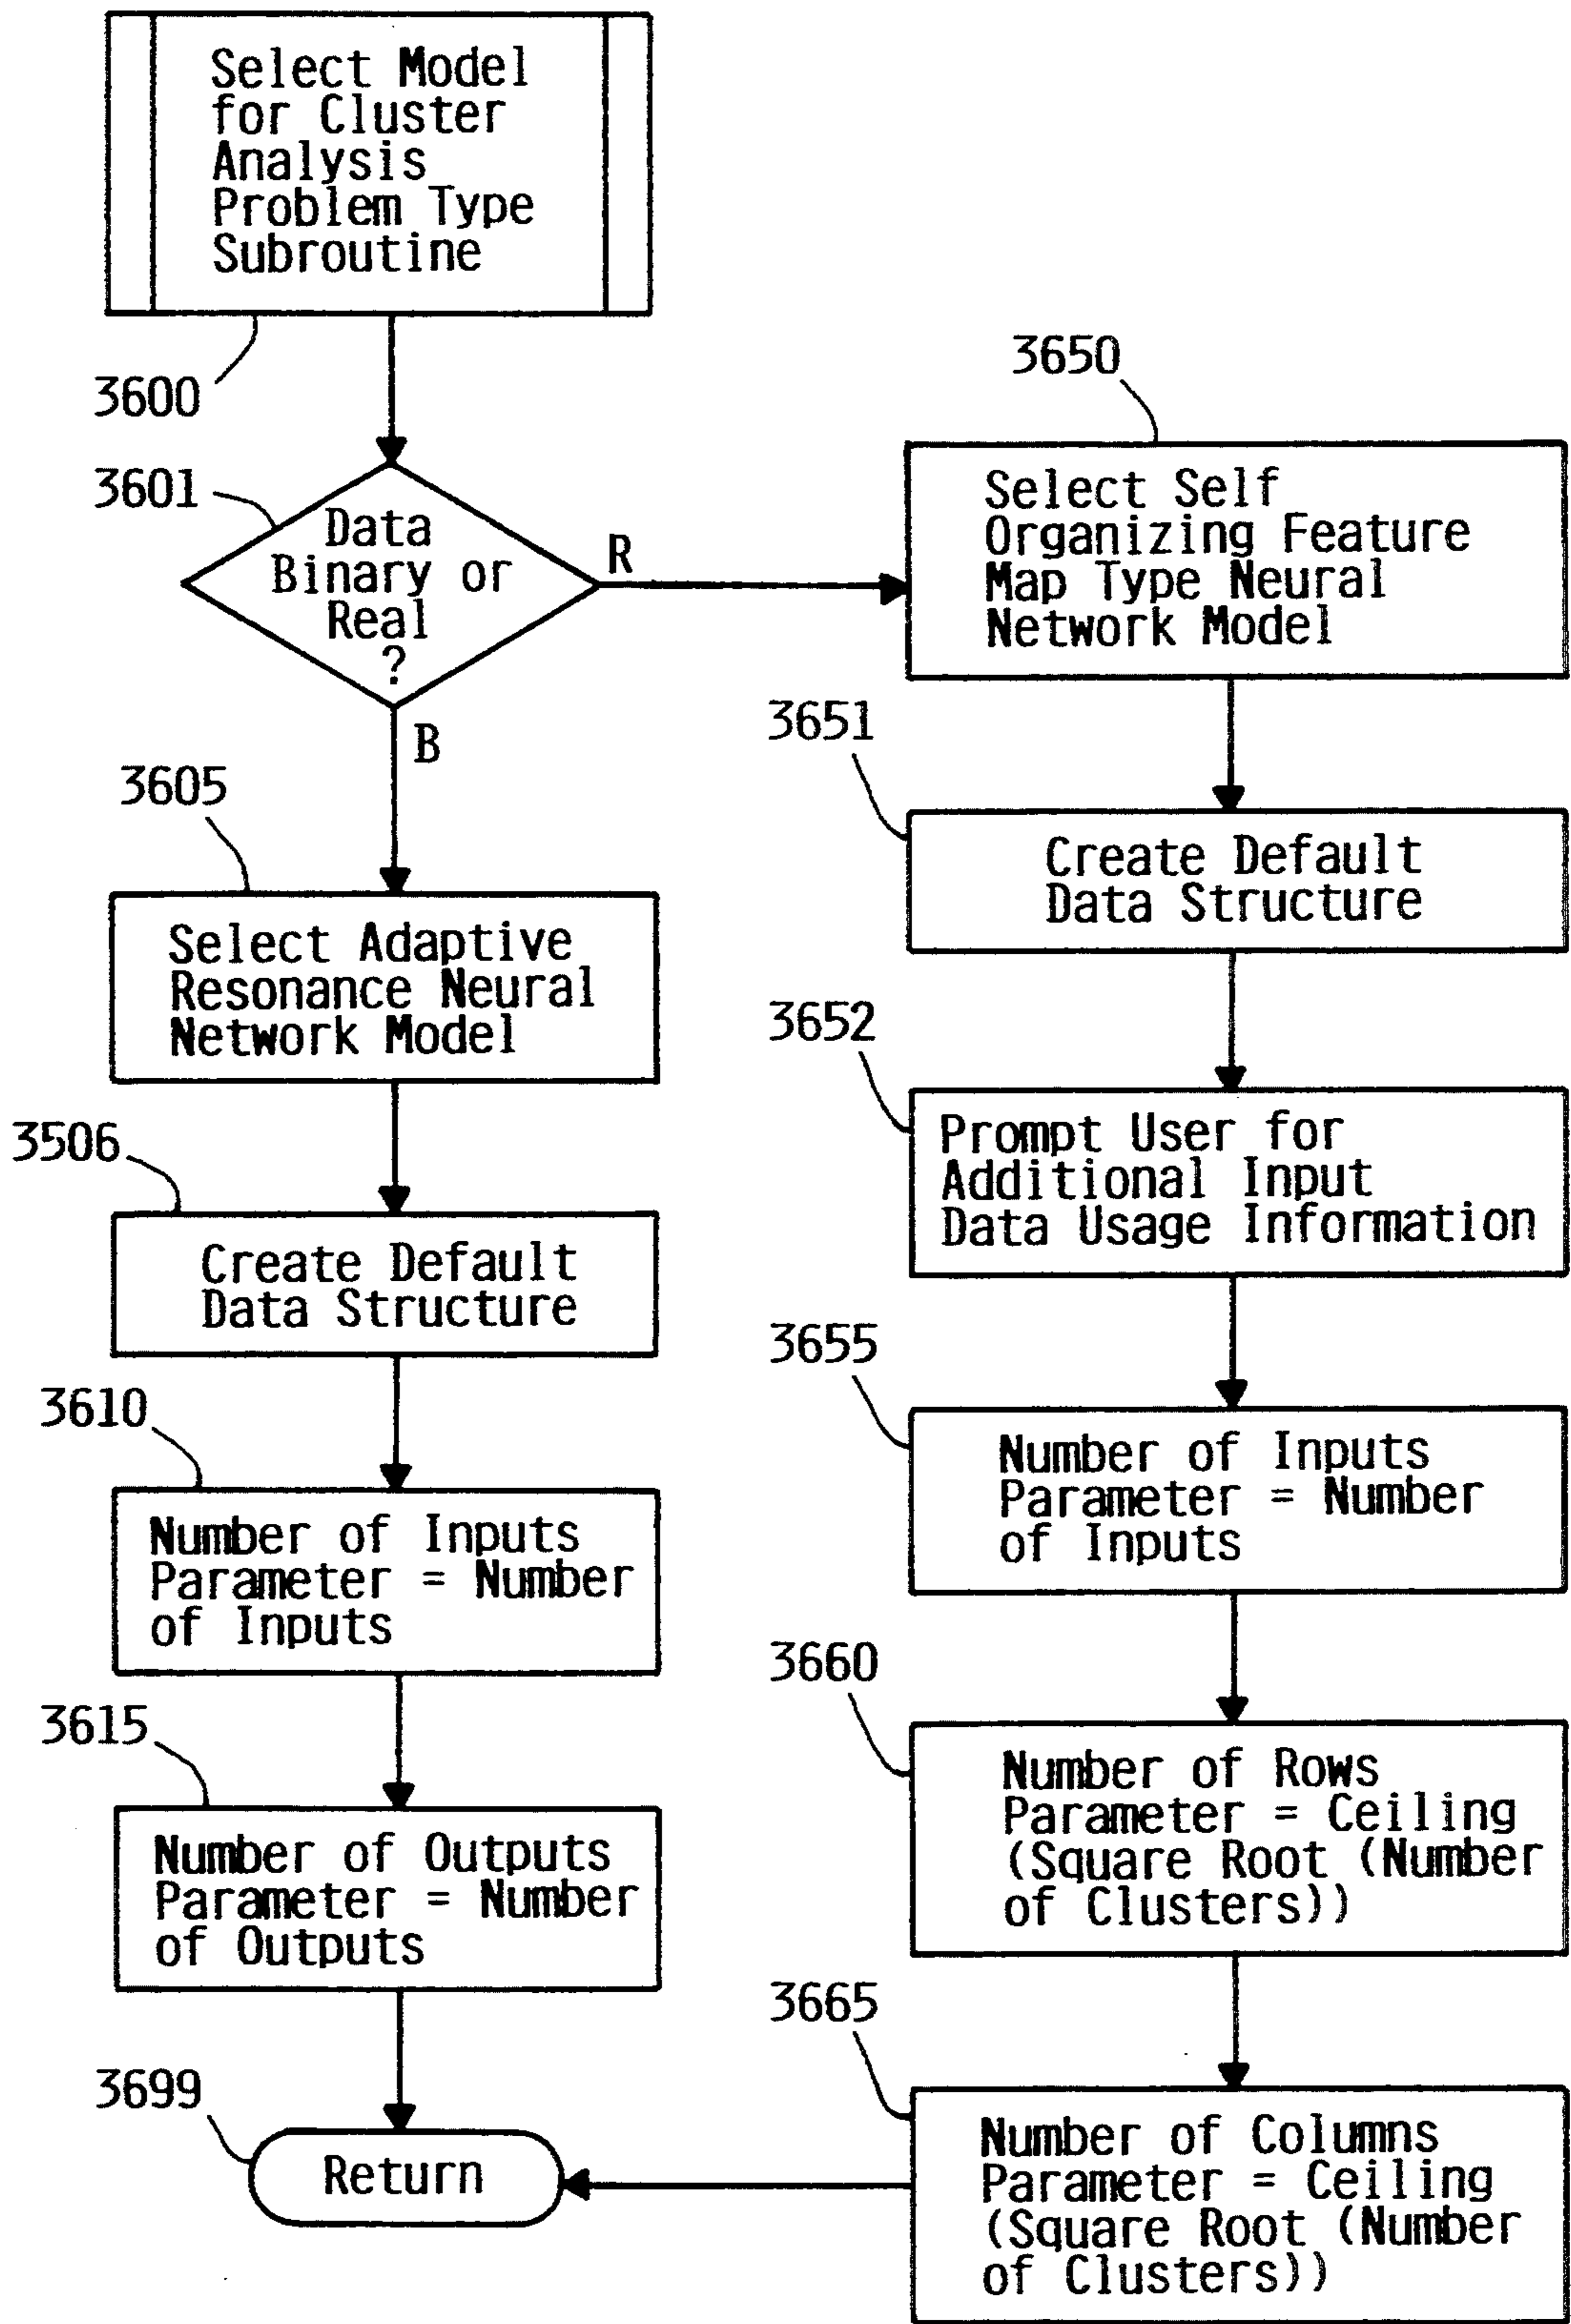 Select Model
for Cluster
Analysis
Problem Type
Subroutine
3600
3601
Data
Binary or
Real
?
R
B
3605
Select Adaptive
Resonance Neural
Network Model
3506
Create Default
Data Structure
3610
Number of Inputs
Parameter = Number
of Inputs
3615
Number of Outputs
Parameter = Number
of Outputs
3699
Return
3650
Select Self
Organizing Feature
Map Type Neural
Network Model
3651
Create Default
Data Structure
3652
Prompt User for
Additional Input
Data Usage Information
3655
Number of Inputs
Parameter = Number
of Inputs
3660
Number of Rows
Parameter = Ceiling
(Square Root (Number
of Clusters))
3665
Number of Columns
Parameter = Ceiling
(Square Root (Number
of Clusters))